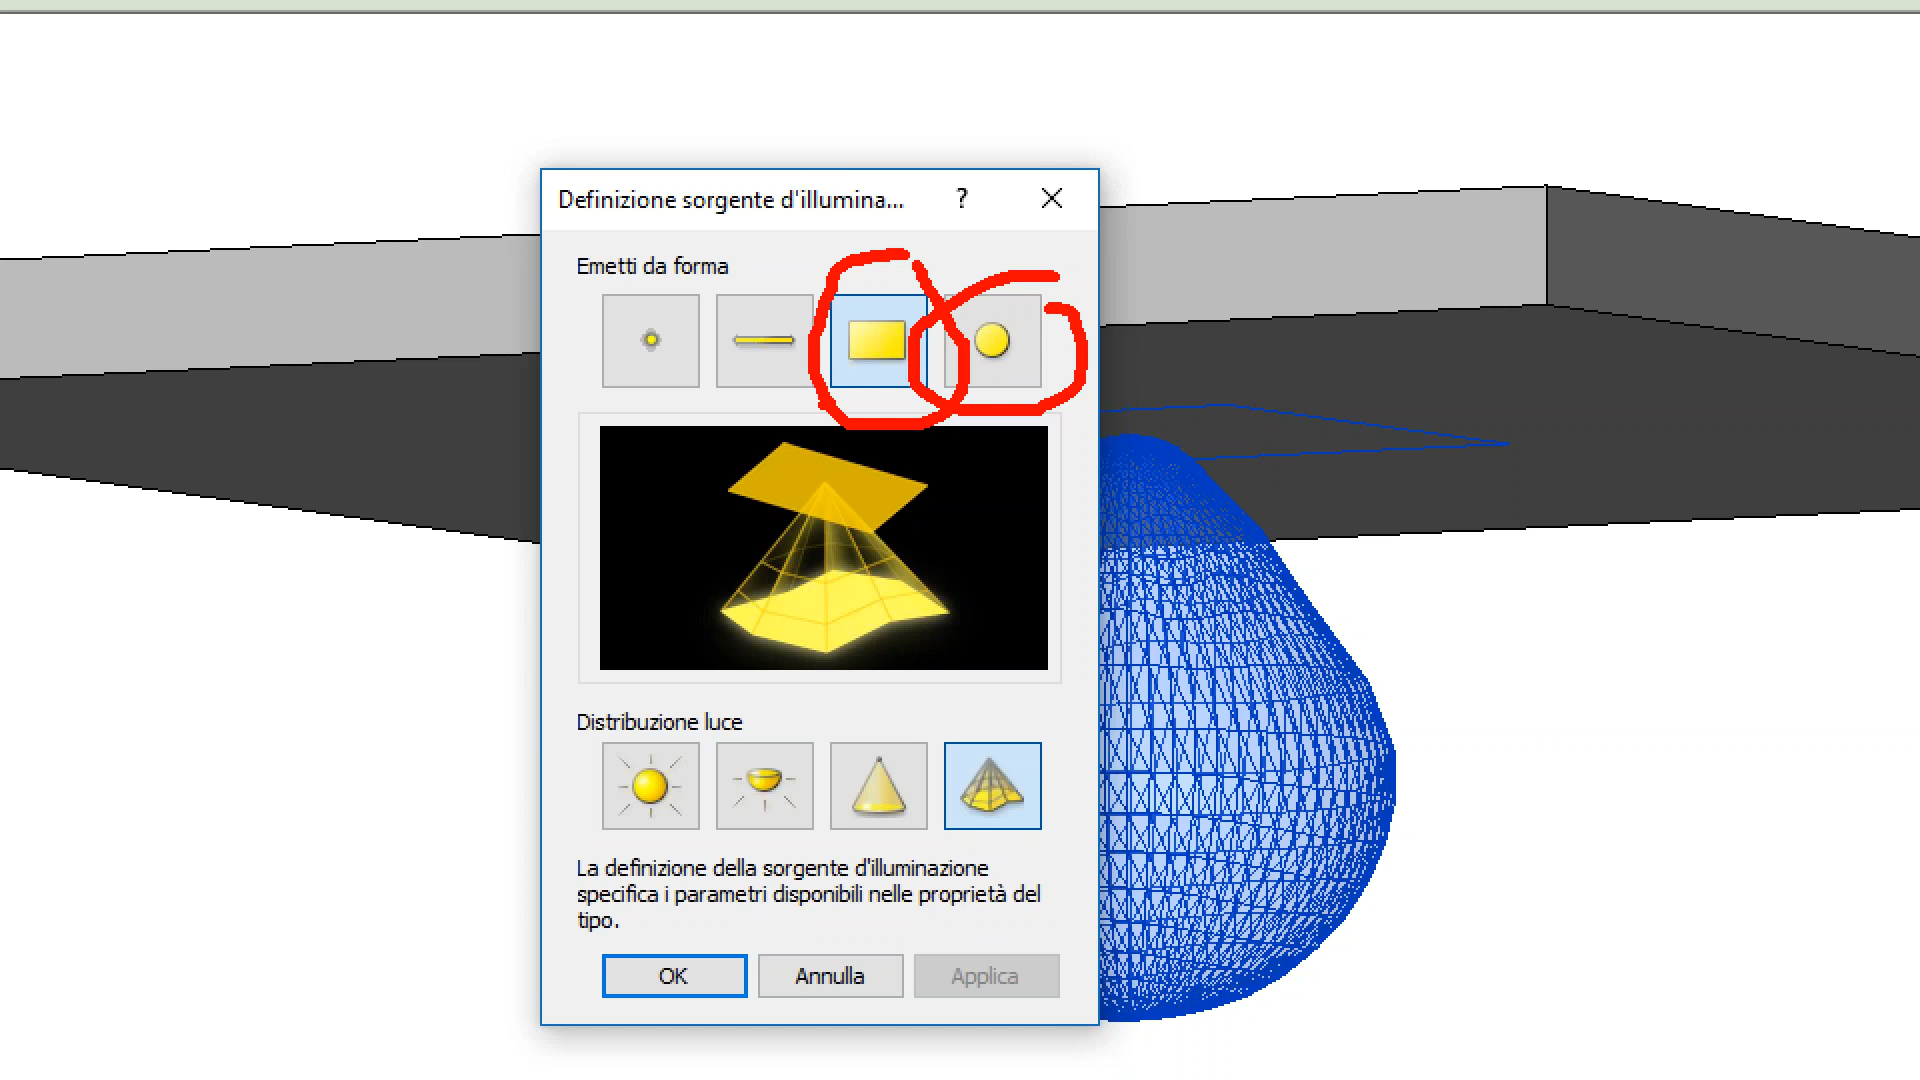 Definizione sorgente d'illumina... ?
Emetti da forma
Distribuzione luce
La definizione della sorgente d'illuminazione
specifica i parametri disponibili nelle proprietà del
tipo.
OK Annulla Applica